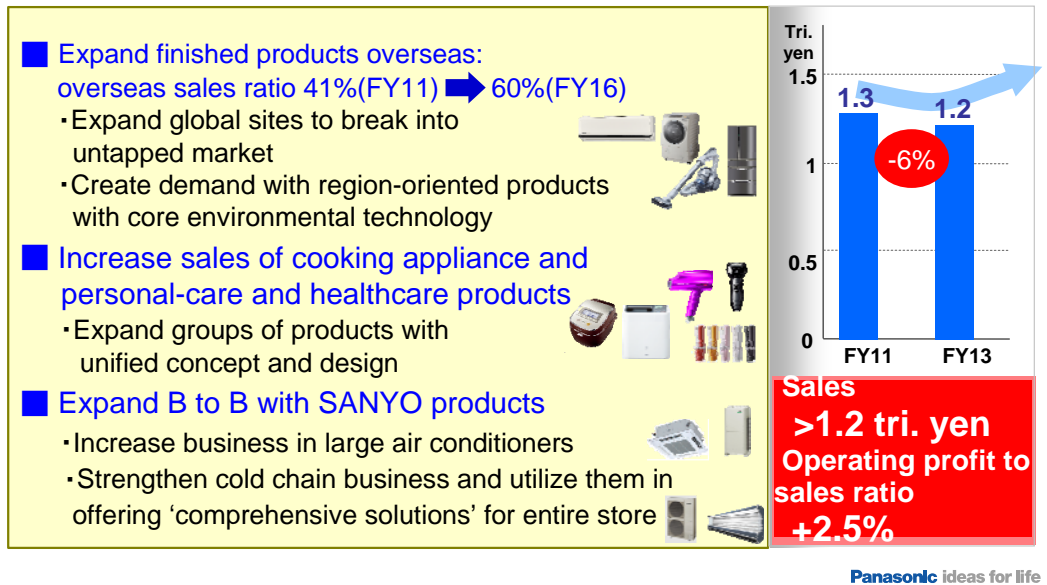 Expand finished products overseas:
overseas sales ratio 41%(FY11) 60%(FY16)
・Expand global sites to break into
untapped market
・Create demand with region-oriented products
with core environmental technology
Increase sales of cooking appliance and
personal-care and healthcare products
・Expand groups of products with
unified concept and design
Expand B to B with SANYO products
・Increase business in large air conditioners
・Strengthen cold chain business and utilize them in
offering ‘comprehensive solutions’ for entire store
Tri.
yen
1.5
1.3
1.2
1
-6%
0.5
0
FY11 FY13
Sales
>1.2 tri. yen
Operating profit to
sales ratio
+2.5%
Panasonic ideas for life